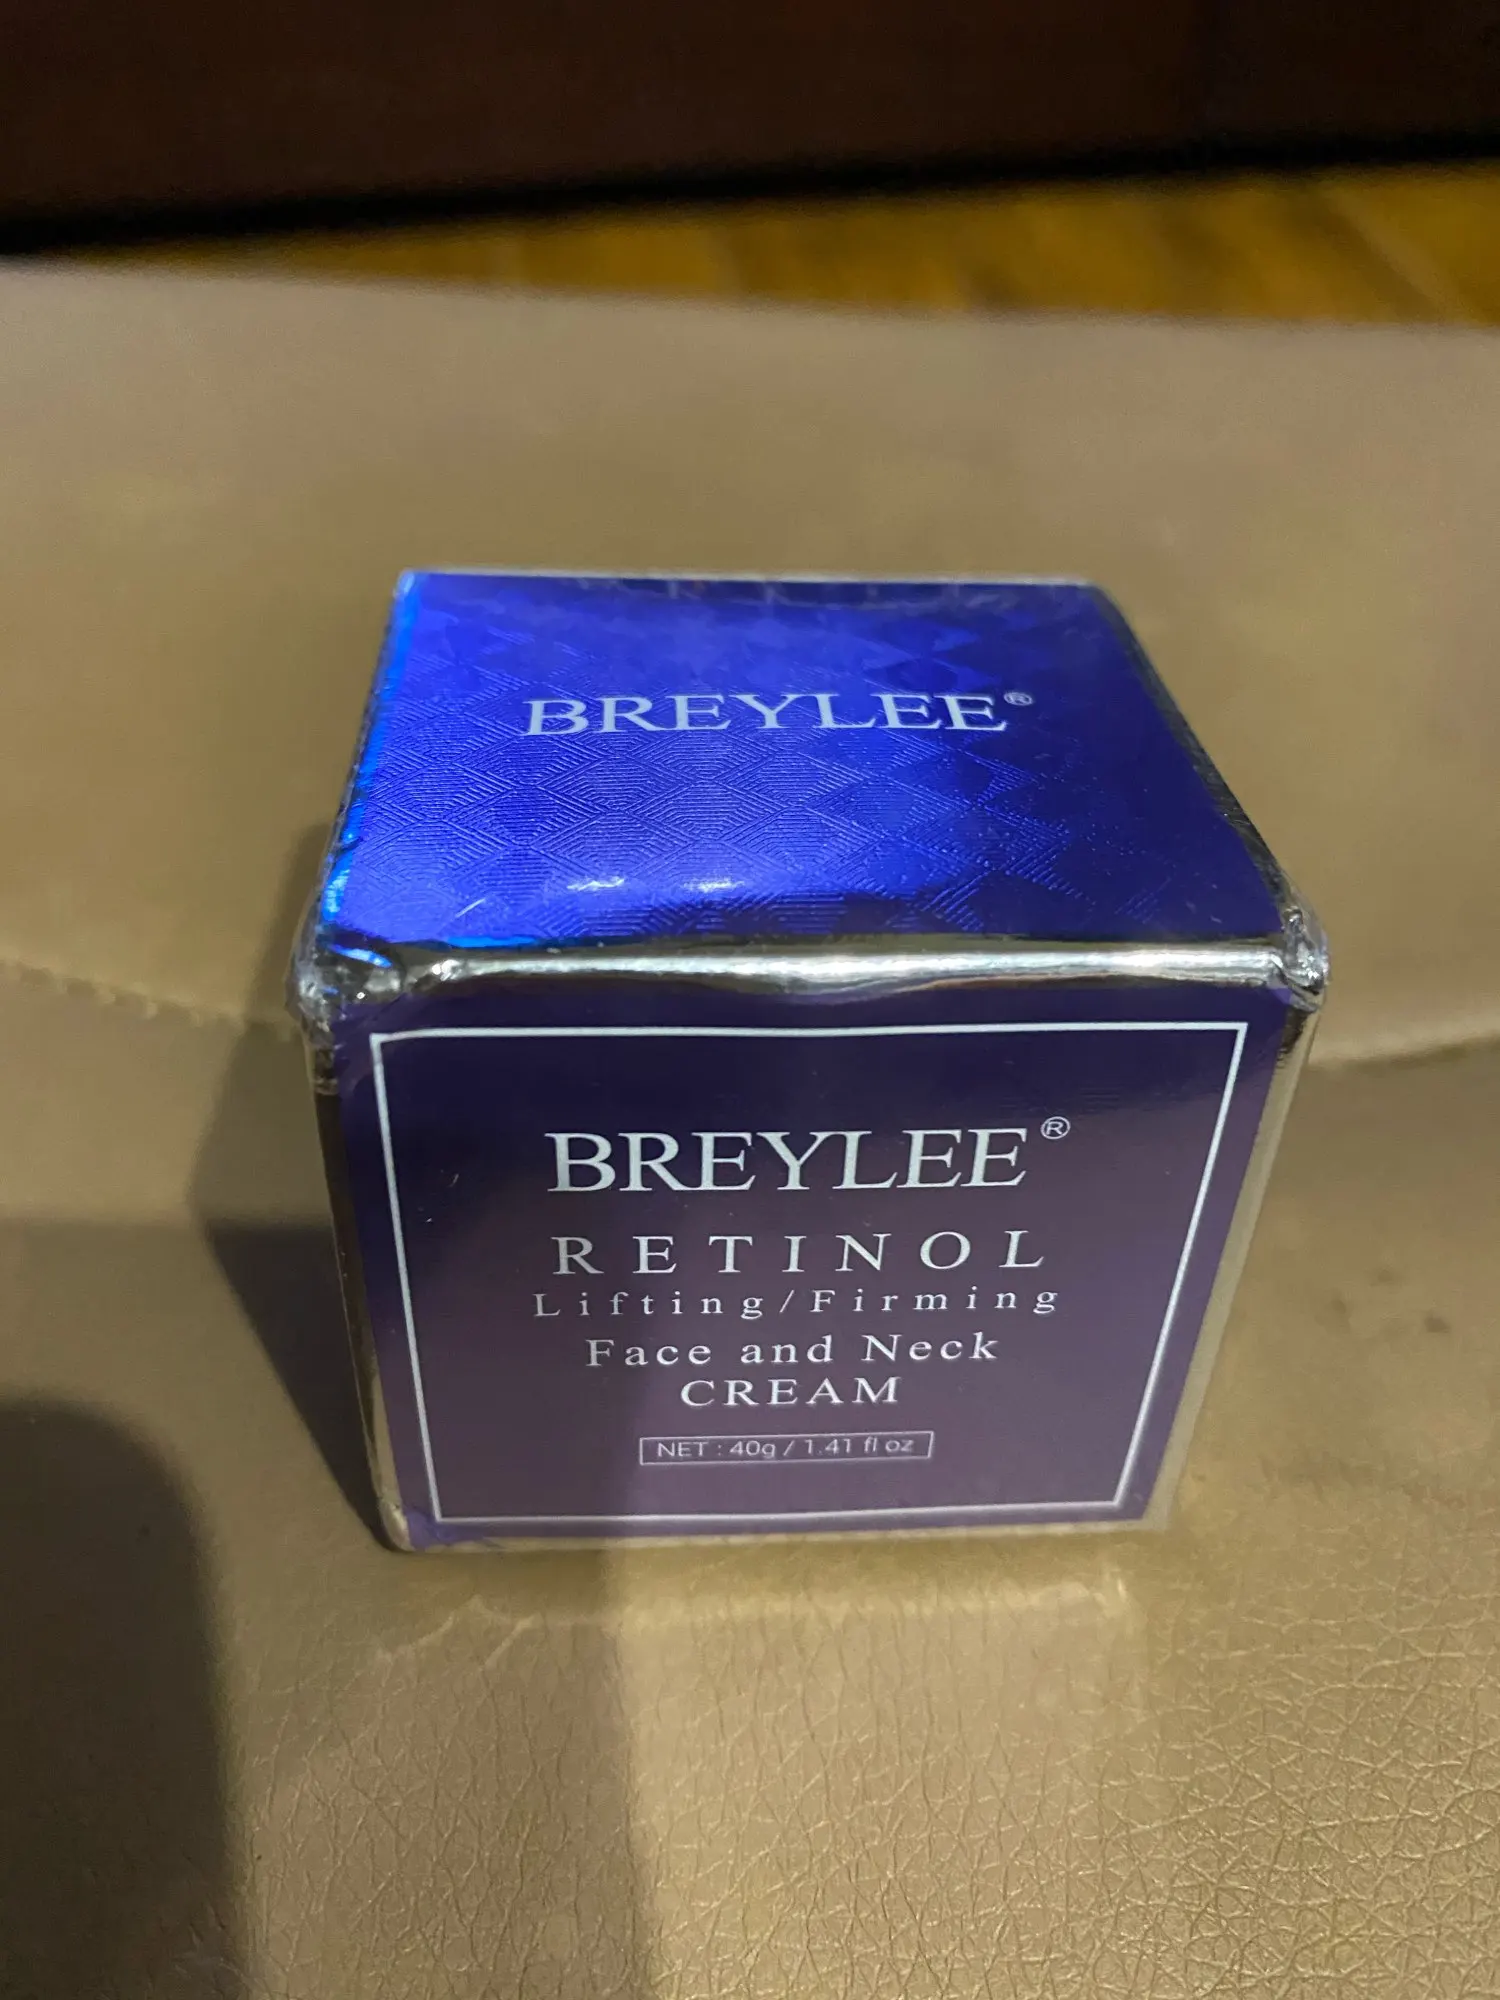 BREYLEE®
BREYLEE®
RETINOL
Lifting/Firming
Face and Neck
CREAM
NET : 40g / 1.41 fl oz